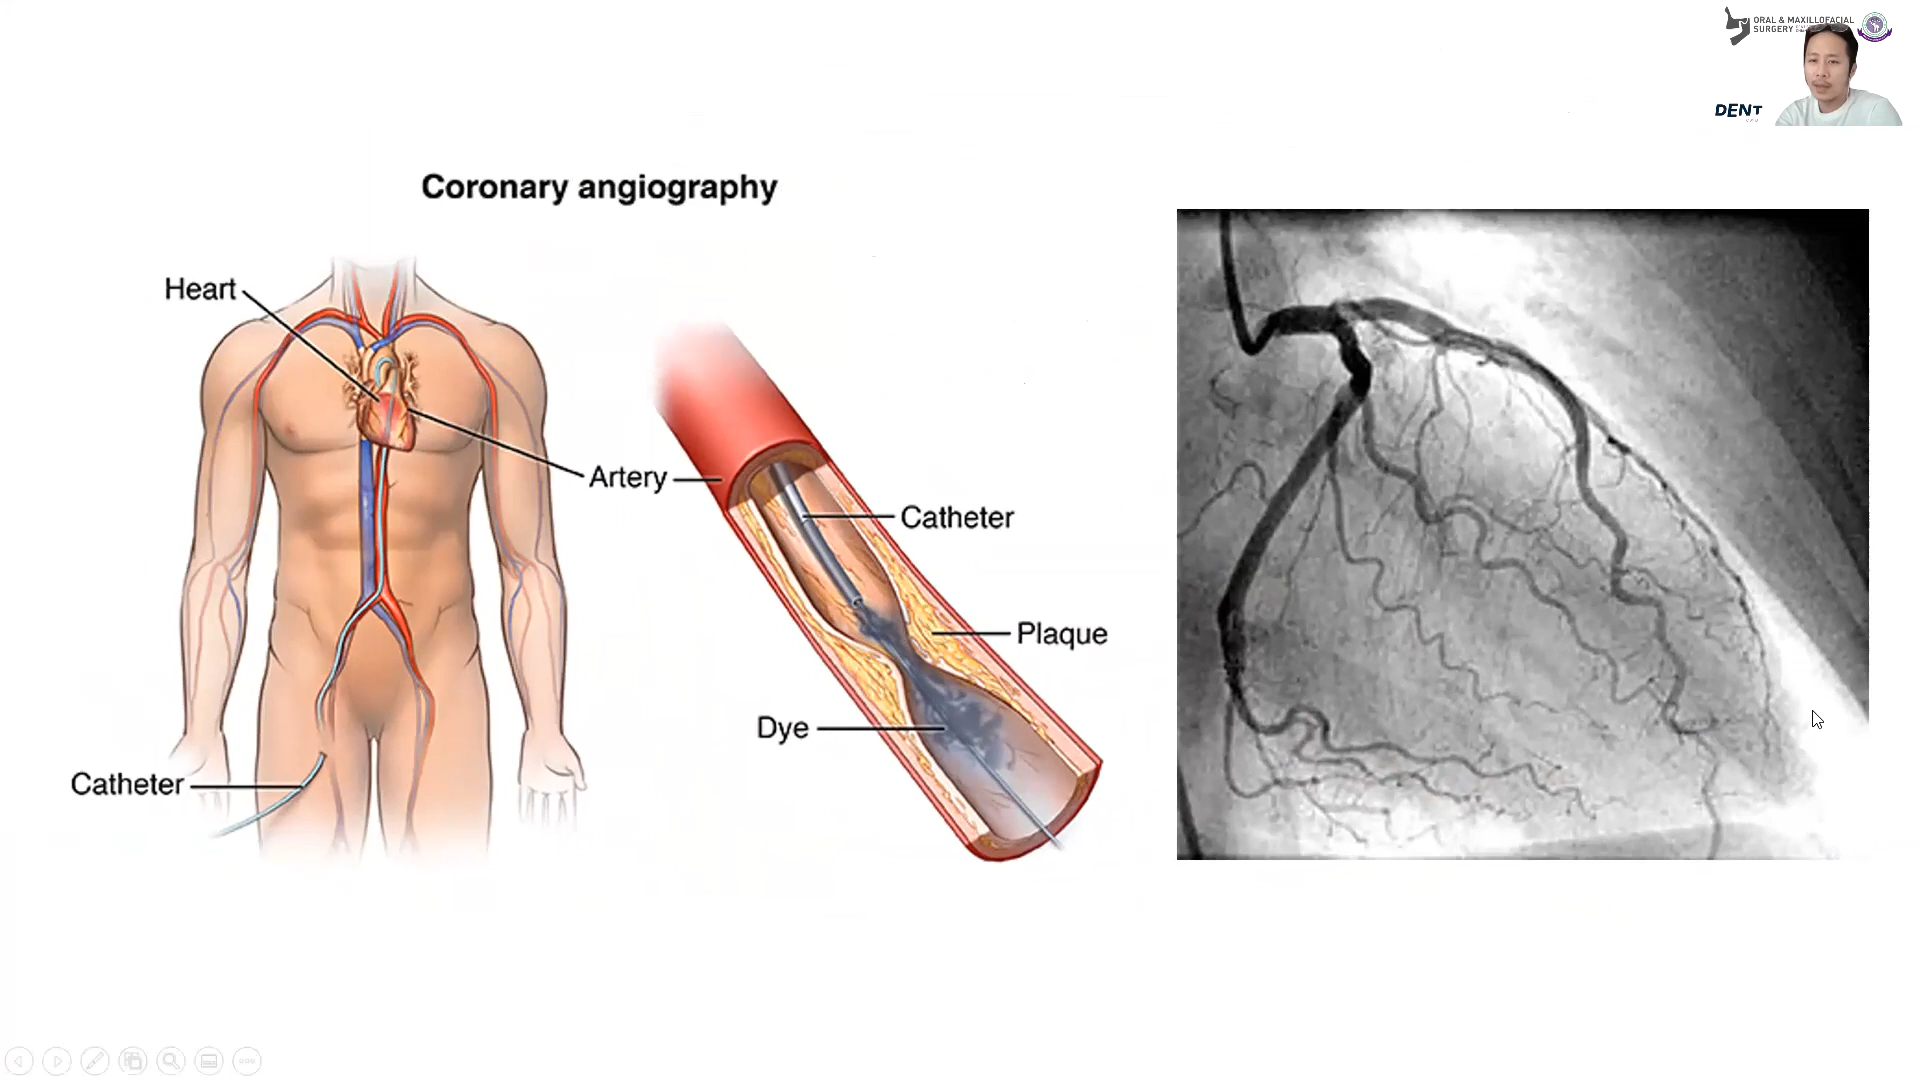 ORAL & MAXILLOFACIAL
SURGERY
DENT
Coronary angiography
Heart
Artery
Catheter
Plaque
Dye
Catheter